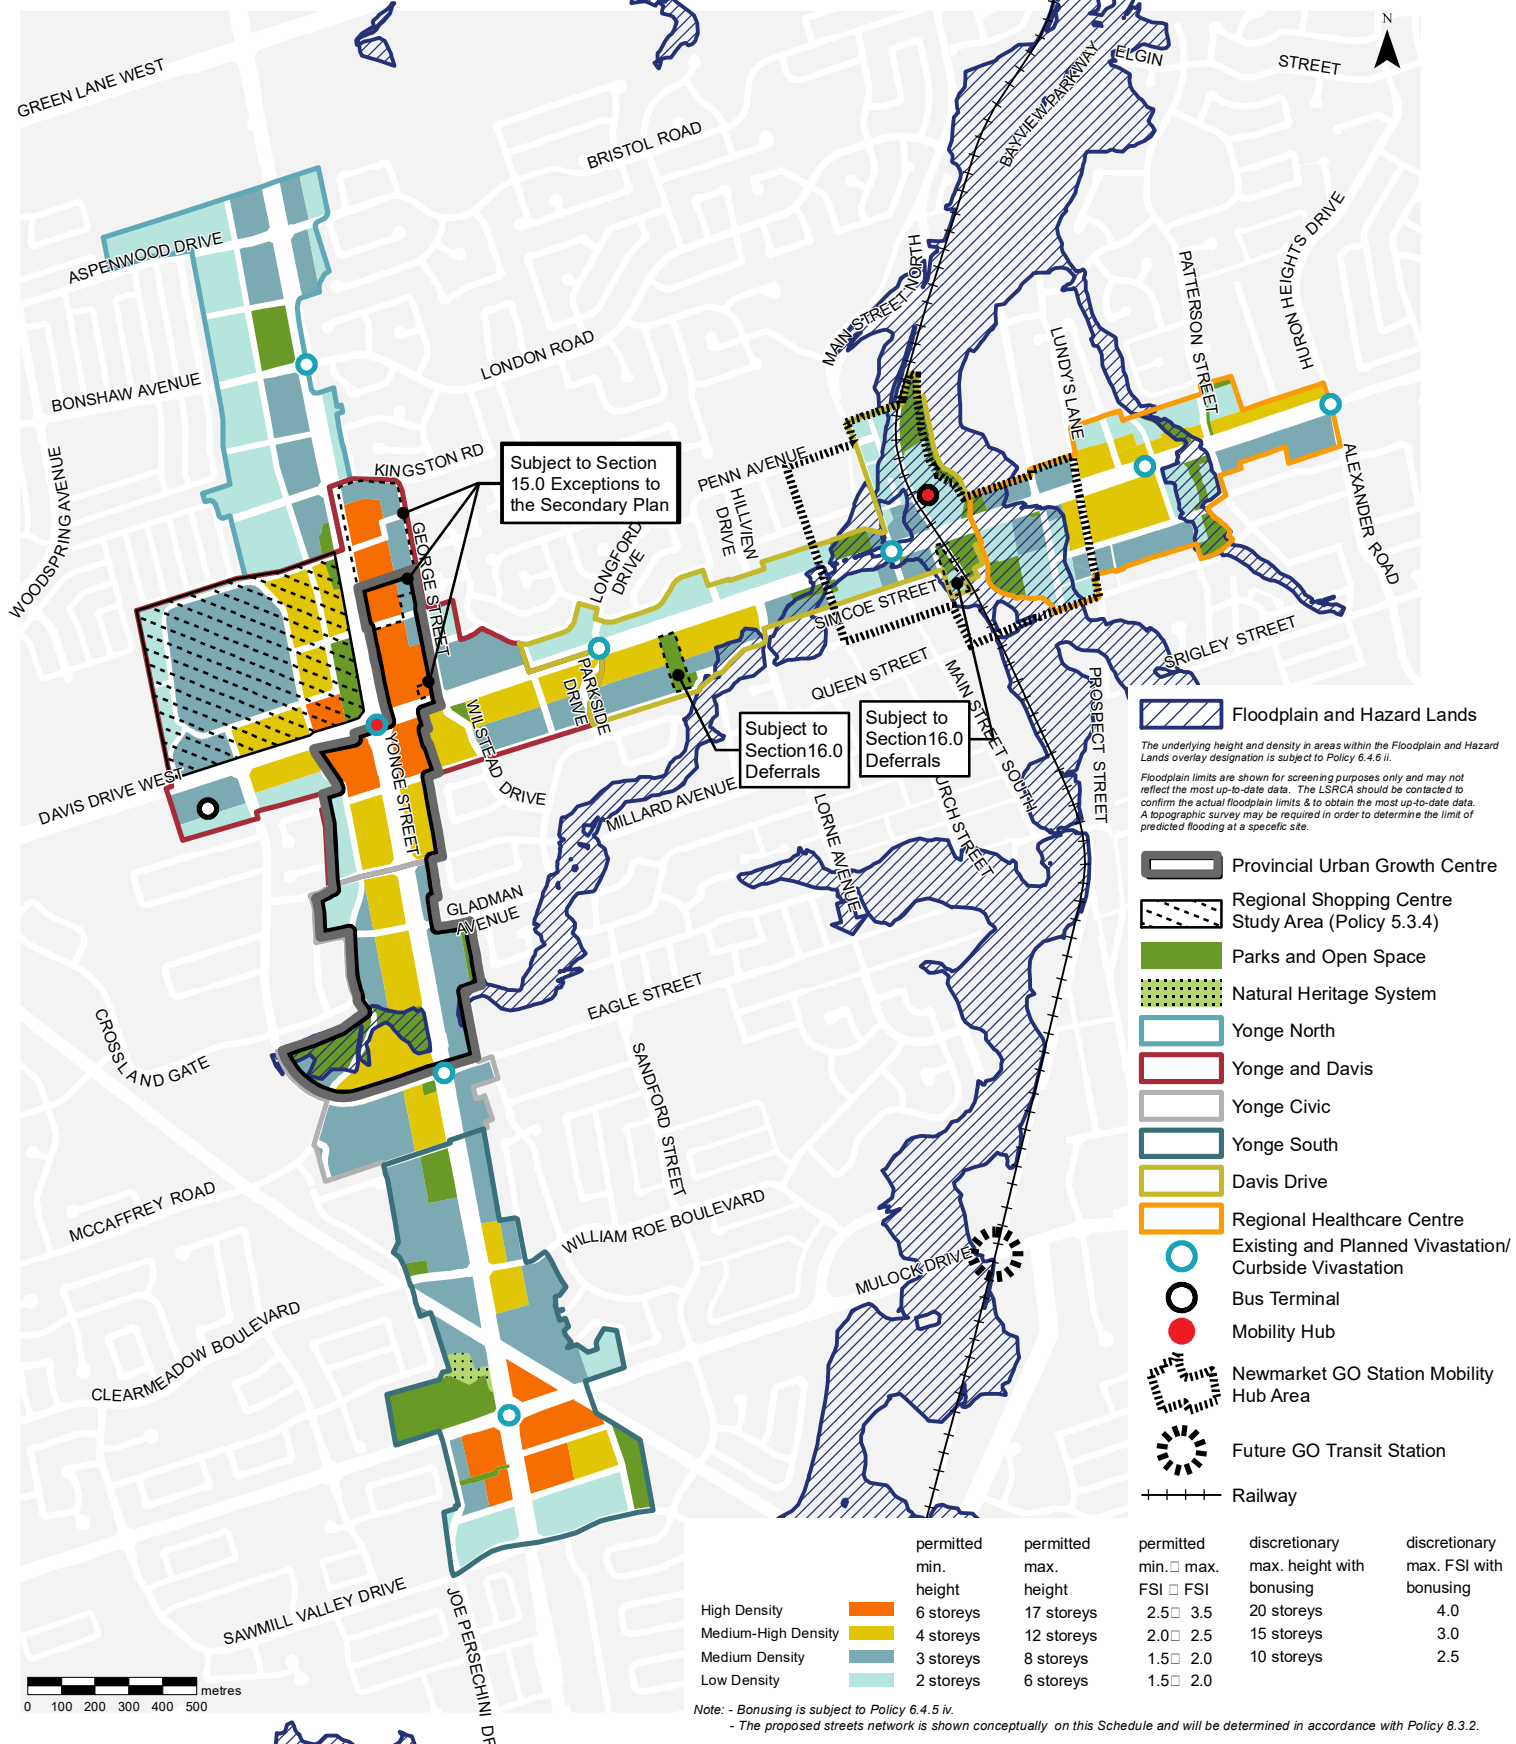 N
ELGIN
STREET
GREEN LANE WEST
BAYVIEW PARKWAY
BRISTOL ROAD
HURON HEIGHTS DRIVE
ASPENWOOD DRIVE
MAIN STREET NORTH
PATTERSON STREET
LONDON ROAD
LUNDY'S LANE
BONSHAW AVENUE
KINGSTON RD
WOODSPRING AVENUE
Subject to Section
15.0 Exceptions to
the Secondary Plan
PENN AVENUE
HILLVIEW
DRIVE
ALEXANDER ROAD
GEORGE STREET
LONGFORD
DRIVE
SIMCOE STREET
SRIGLEY STREET
QUEEN STREET
PARKSIDE
DRIVE
MAIN STREET SOUTH
PROSPECT STREET
WILSTEAD DRIVE
YONGE STREET
Subject to
Section16.0
Deferrals
Subject to
Section16.0
Deferrals
DAVIS DRIVE WEST
MILLARD AVENUE
LORNE AVENUE
URCH STREET
GLADMAN
AVENUE
EAGLE STREET
CROSSLAND GATE
SANDFORD STREET
MCCAFFREY ROAD
WILLIAM ROE BOULEVARD
MULOCK DRIVE
CLEARMEADOW BOULEVARD
SAWMILL VALLEY DRIVE
JOE PERSECHINI DR
Floodplain and Hazard Lands
The underlying height and density in areas within the Floodplain and Hazard
Lands overlay designation is subject to Policy 6.4.6 ii.
Floodplain limits are shown for screening purposes only and may not
reflect the most up-to-date data. The LSRCA should be contacted to
confirm the actual floodplain limits & to obtain the most up-to-date data.
A topographic survey may be required in order to determine the limit of
predicted flooding at a specefic site.
Provincial Urban Growth Centre
Regional Shopping Centre
Study Area (Policy 5.3.4)
Parks and Open Space
Natural Heritage System
Yonge North
Yonge and Davis
Yonge Civic
Yonge South
Davis Drive
Regional Healthcare Centre
Existing and Planned Vivastation/
Curbside Vivastation
Bus Terminal
Mobility Hub
Newmarket GO Station Mobility
Hub Area
Future GO Transit Station
Railway
permitted permitted permitted discretionary discretionary
min. max. min.□ max. max. height with max. FSI with
height height FSI □ FSI bonusing bonusing
High Density 6 storeys 17 storeys 2.5□ 3.5 20 storeys 4.0
Medium-High Density 4 storeys 12 storeys 2.0□ 2.5 15 storeys 3.0
Medium Density 3 storeys 8 storeys 1.5□ 2.0 10 storeys 2.5
Low Density 2 storeys 6 storeys 1.5□ 2.0
metres
0 100 200 300 400 500
Note: - Bonusing is subject to Policy 6.4.5 iv.
- The proposed streets network is shown conceptually on this Schedule and will be determined in accordance with Policy 8.3.2.